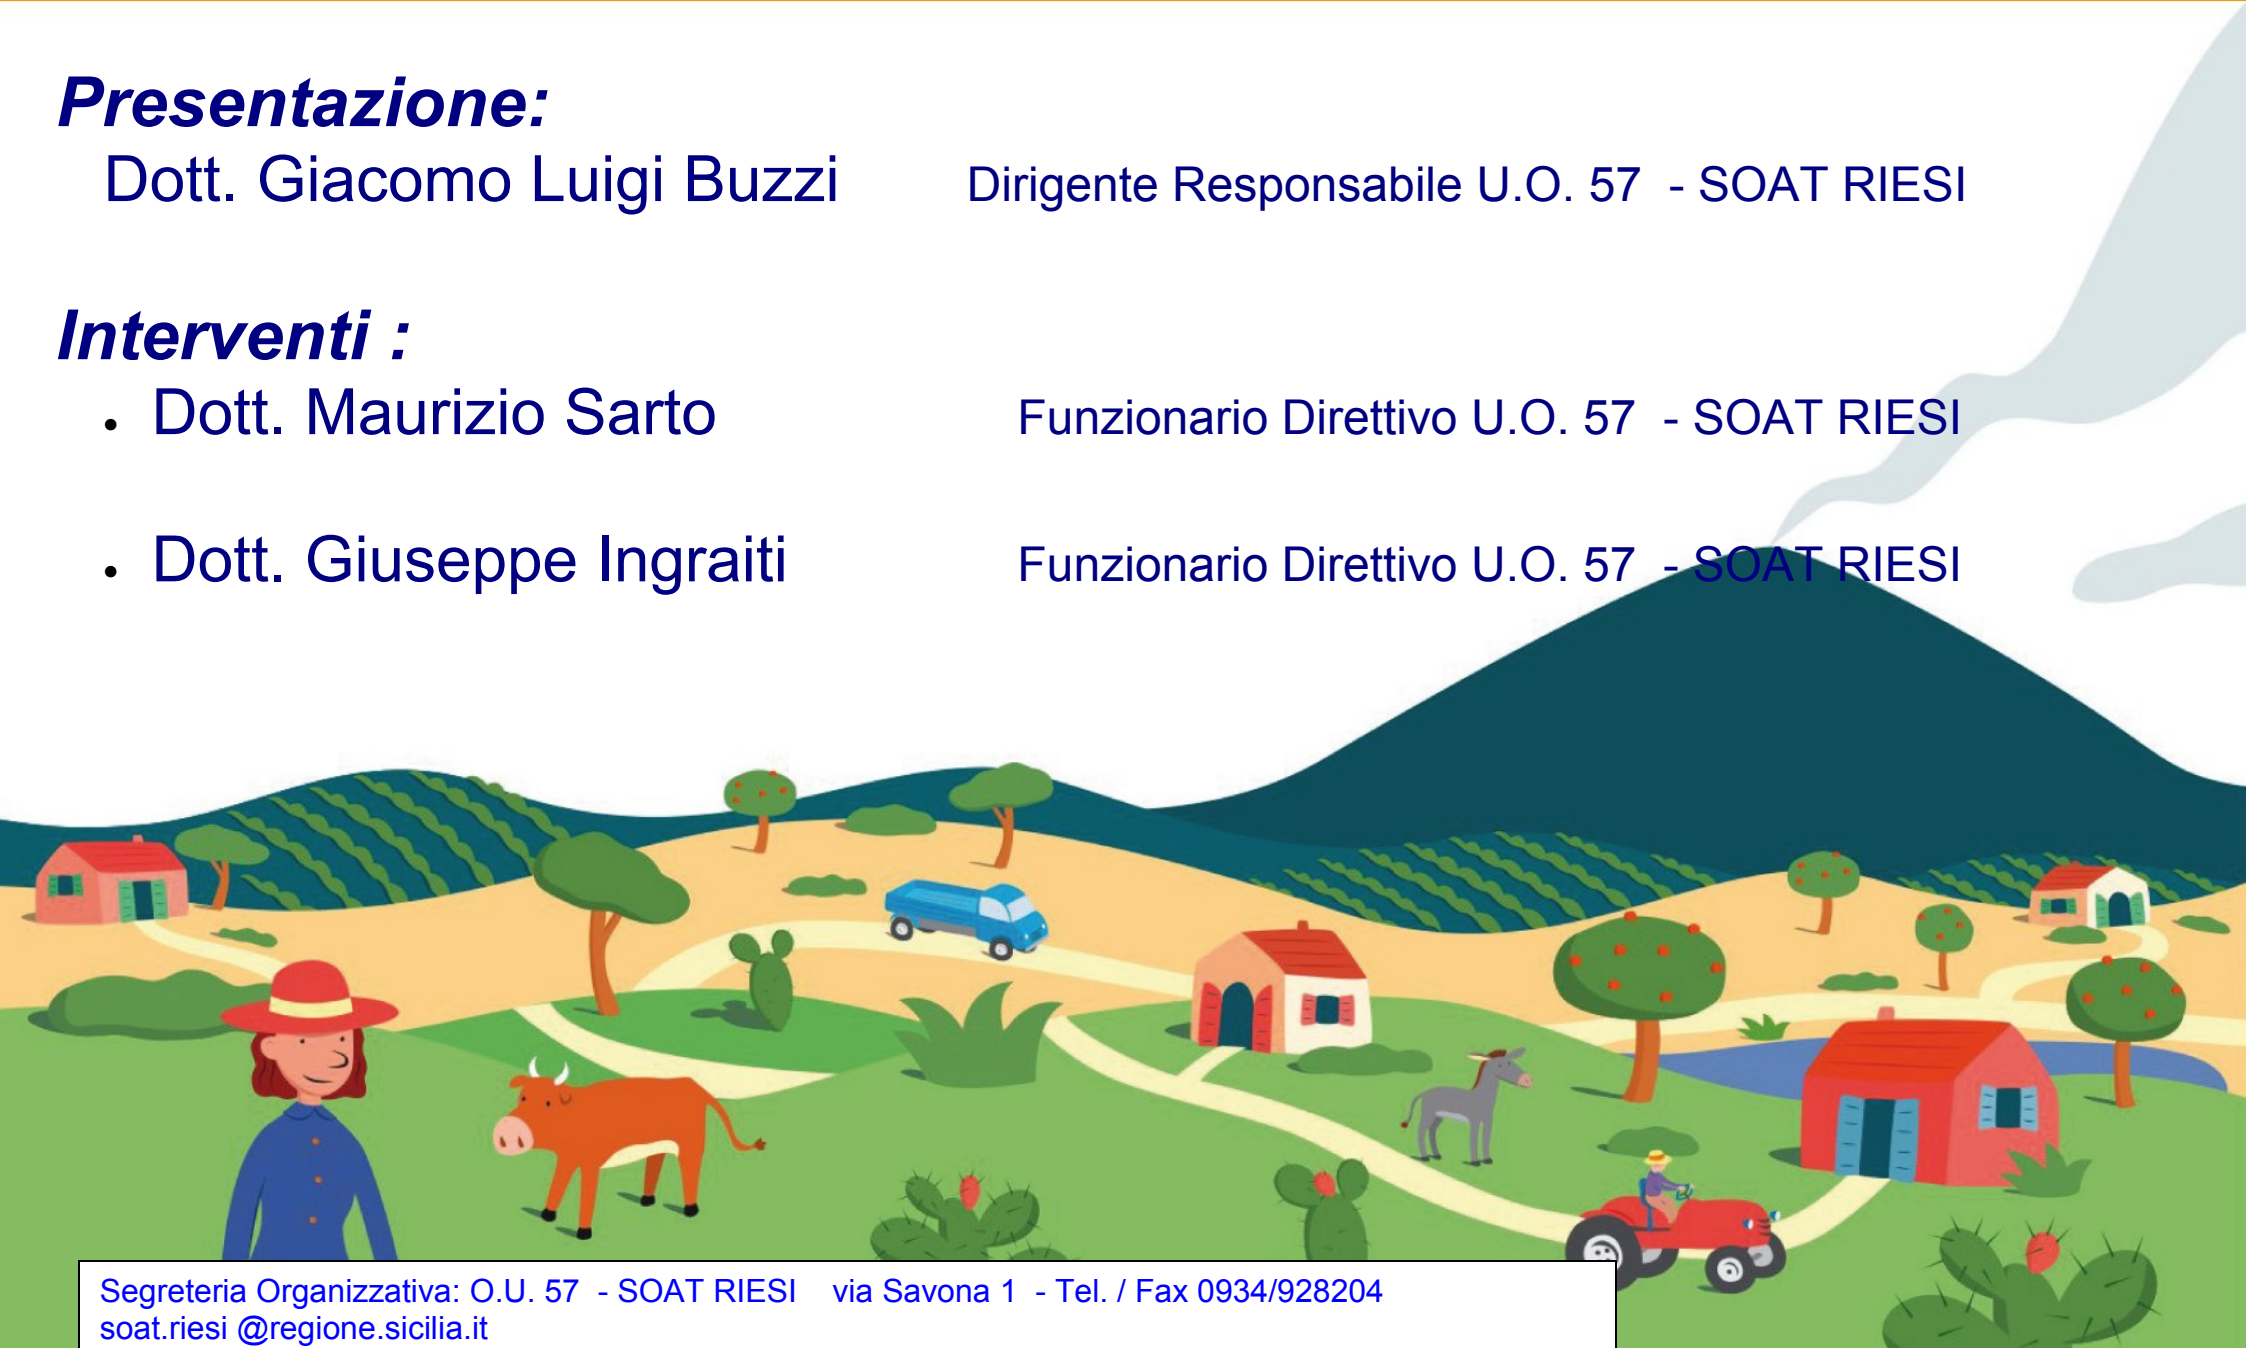 Presentazione:
Dott. Giacomo Luigi Buzzi Dirigente Responsabile U.O. 57 - SOAT RIESI
Interventi :
• Dott. Maurizio Sarto Funzionario Direttivo U.O. 57 - SOAT RIESI
• Dott. Giuseppe Ingraiti Funzionario Direttivo U.O. 57 - SOAT RIESI
Segreteria Organizzativa: O.U. 57 - SOAT RIESI via Savona 1 - Tel. / Fax 0934/928204
soat.riesi @regione.sicilia.it